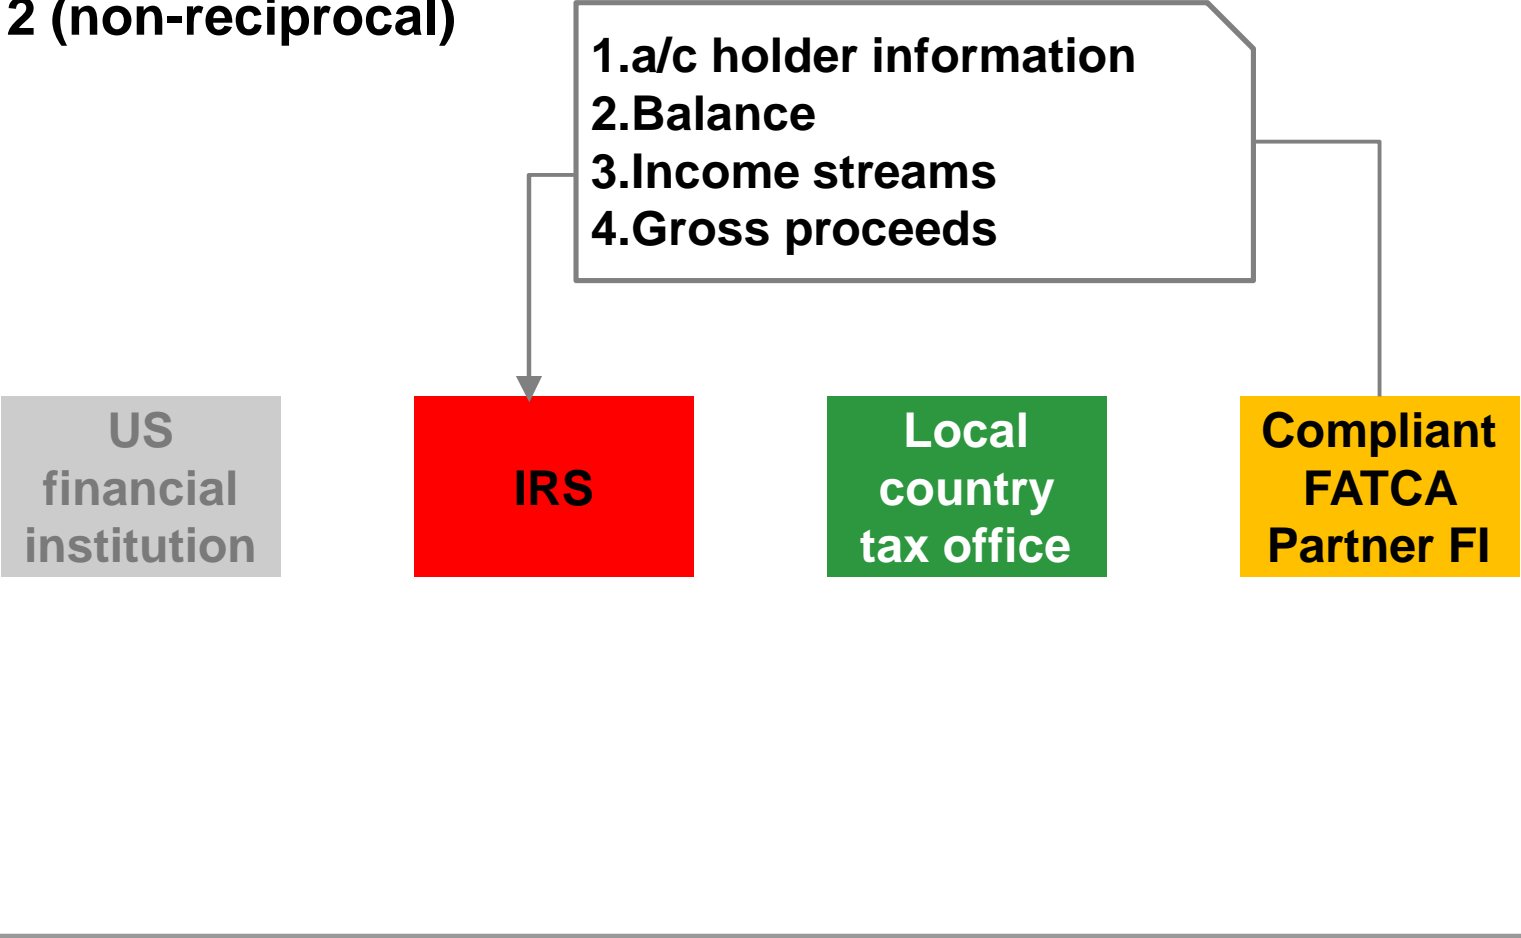 2 (non-reciprocal)
1.a/c holder information
2.Balance
3.Income streams
4.Gross proceeds
US
financial
institution
IRS
Local
country
tax office
Compliant
FATCA
Partner FI